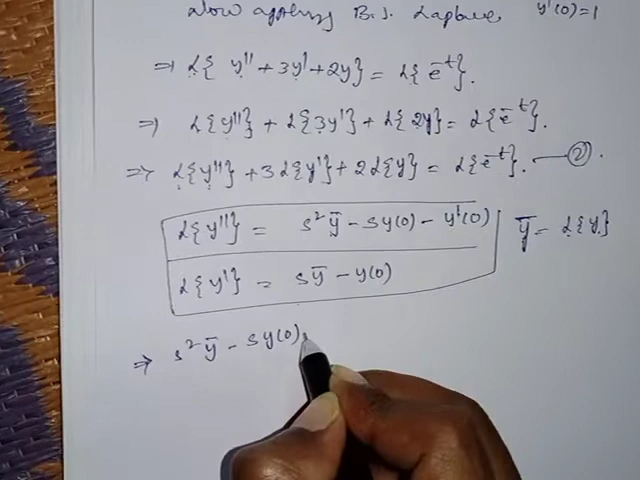 Now applying B.S. Laplace y'(0)=1
⇒ L{ y'' + 3y' + 2y} = L{e^-t}.
⇒ L{y''} + L{3y'} + L{2y} = L{e^-t}.
⇒ L{y''} + 3L{y'} + 2L{y} = L{e^-t}. — ②.
L{y''} = s²ȳ - sy(0) - y'(0) ȳ = L{y}
L{y'} = sȳ - y(0)
⇒ s²ȳ - sy(0)